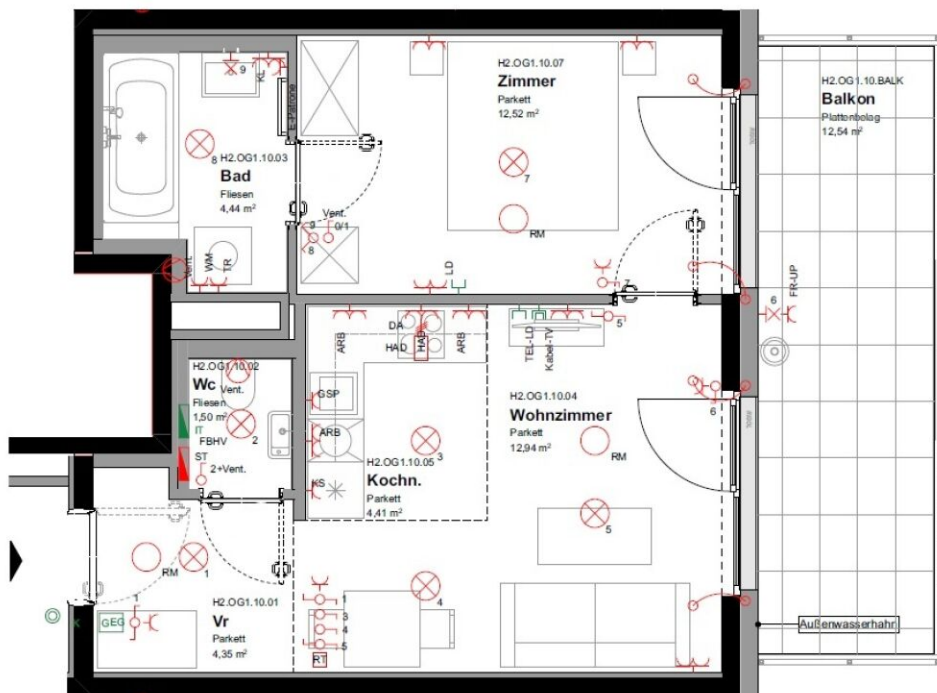 9
KL
E-Patrone
H2.OG1.10.03
Bad
Fliesen
4,44 m²
8
WM
TR
Vent.
H2.OG1.10.07
Zimmer
Parkett
12,52 m²
7
RM
Vent.
0/1
9
8
LD
7
H2.OG1.10.BALK
Balkon
Plattenbelag
12,54 m²
6
FR-UP
Außenwasserhahn
H2.OG1.10.02
Wc
Fliesen
1,50 m²
Vent.
IT
FBHV
ST
2
2+Vent.
ARB
DA
HAD
HAD
ARB
GSP
ARB
KS
3
H2.OG1.10.05
Kochn.
Parkett
4,41 m²
TEL-LD
Kabel-TV
5
H2.OG1.10.04
Wohnzimmer
Parkett
12,94 m²
RM
5
6
4
RM
1
H2.OG1.10.01
Vr
Parkett
4,35 m²
1
GEG
1
3
4
5
RT